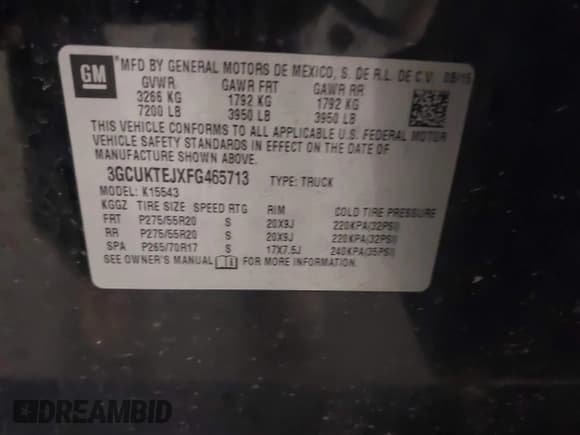 GM
MFD BY GENERAL MOTORS DE MEXICO, S. DE R.L. DE C.V. 08/15
GVWR GAWR FRT GAWR RR
3266 KG 1792 KG 1792 KG
7200 LB 3950 LB 3950 LB
THIS VEHICLE CONFORMS TO ALL APPLICABLE U.S. FEDERAL MOTOR
VEHICLE SAFETY STANDARDS IN EFFECT ON THE DATE OF
MANUFACTURE SHOWN ABOVE.
3GCUKTEJXFG465713 TYPE: TRUCK
MODEL: K15543
KGGZ TIRE SIZE SPEED RTG RIM COLD TIRE PRESSURE
FRT P275/55R20 S 20X9J 220KPA(32PSI)
RR P275/55R20 S 20X9J 220KPA(32PSI)
SPA P265/70R17 S 17X7.5J 240KPA(35PSI)
SEE OWNER'S MANUAL FOR MORE INFORMATION.
DREAMBID